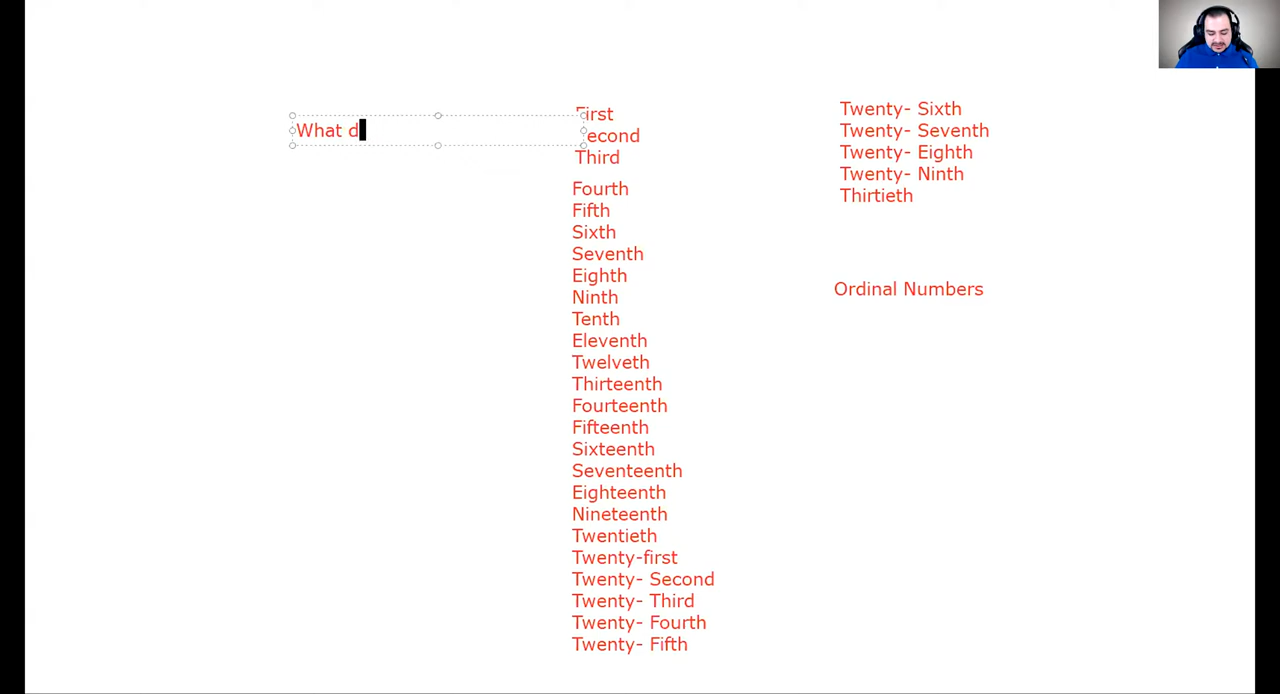 What d
First
Second
Third
Fourth
Fifth
Sixth
Seventh
Eighth
Ninth
Tenth
Eleventh
Twelveth
Thirteenth
Fourteenth
Fifteenth
Sixteenth
Seventeenth
Eighteenth
Nineteenth
Twentieth
Twenty-first
Twenty- Second
Twenty- Third
Twenty- Fourth
Twenty- Fifth
Twenty- Sixth
Twenty- Seventh
Twenty- Eighth
Twenty- Ninth
Thirtieth
Ordinal Numbers